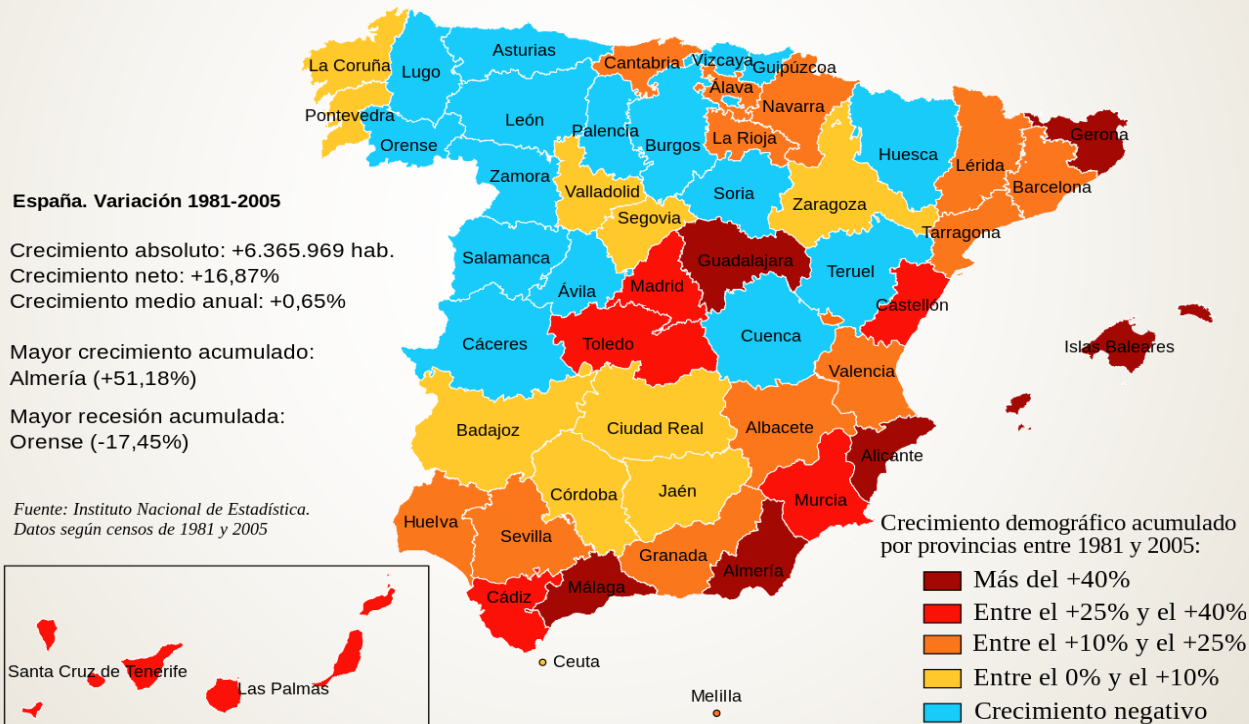 España. Variación 1981-2005
Crecimiento absoluto: +6.365.969 hab.
Crecimiento neto: +16,87%
Crecimiento medio anual: +0,65%
Mayor crecimiento acumulado:
Almería (+51,18%)
Mayor recesión acumulada:
Orense (-17,45%)
Fuente: Instituto Nacional de Estadística.
Datos según censos de 1981 y 2005
La Coruña
Lugo
Asturias
Cantabria
Vizcaya
Guipúzcoa
Álava
Navarra
Pontevedra
Orense
León
Palencia
Burgos
La Rioja
Huesca
Lérida
Gerona
Barcelona
Tarragona
Zamora
Valladolid
Segovia
Soria
Zaragoza
Salamanca
Ávila
Madrid
Guadalajara
Teruel
Castellón
Cáceres
Toledo
Cuenca
Valencia
Islas Baleares
Badajoz
Ciudad Real
Albacete
Alicante
Córdoba
Jaén
Murcia
Huelva
Sevilla
Granada
Almería
Cádiz
Málaga
Ceuta
Melilla
Santa Cruz de Tenerife
Las Palmas
Crecimiento demográfico acumulado
por provincias entre 1981 y 2005:
Más del +40%
Entre el +25% y el +40%
Entre el +10% y el +25%
Entre el 0% y el +10%
Crecimiento negativo